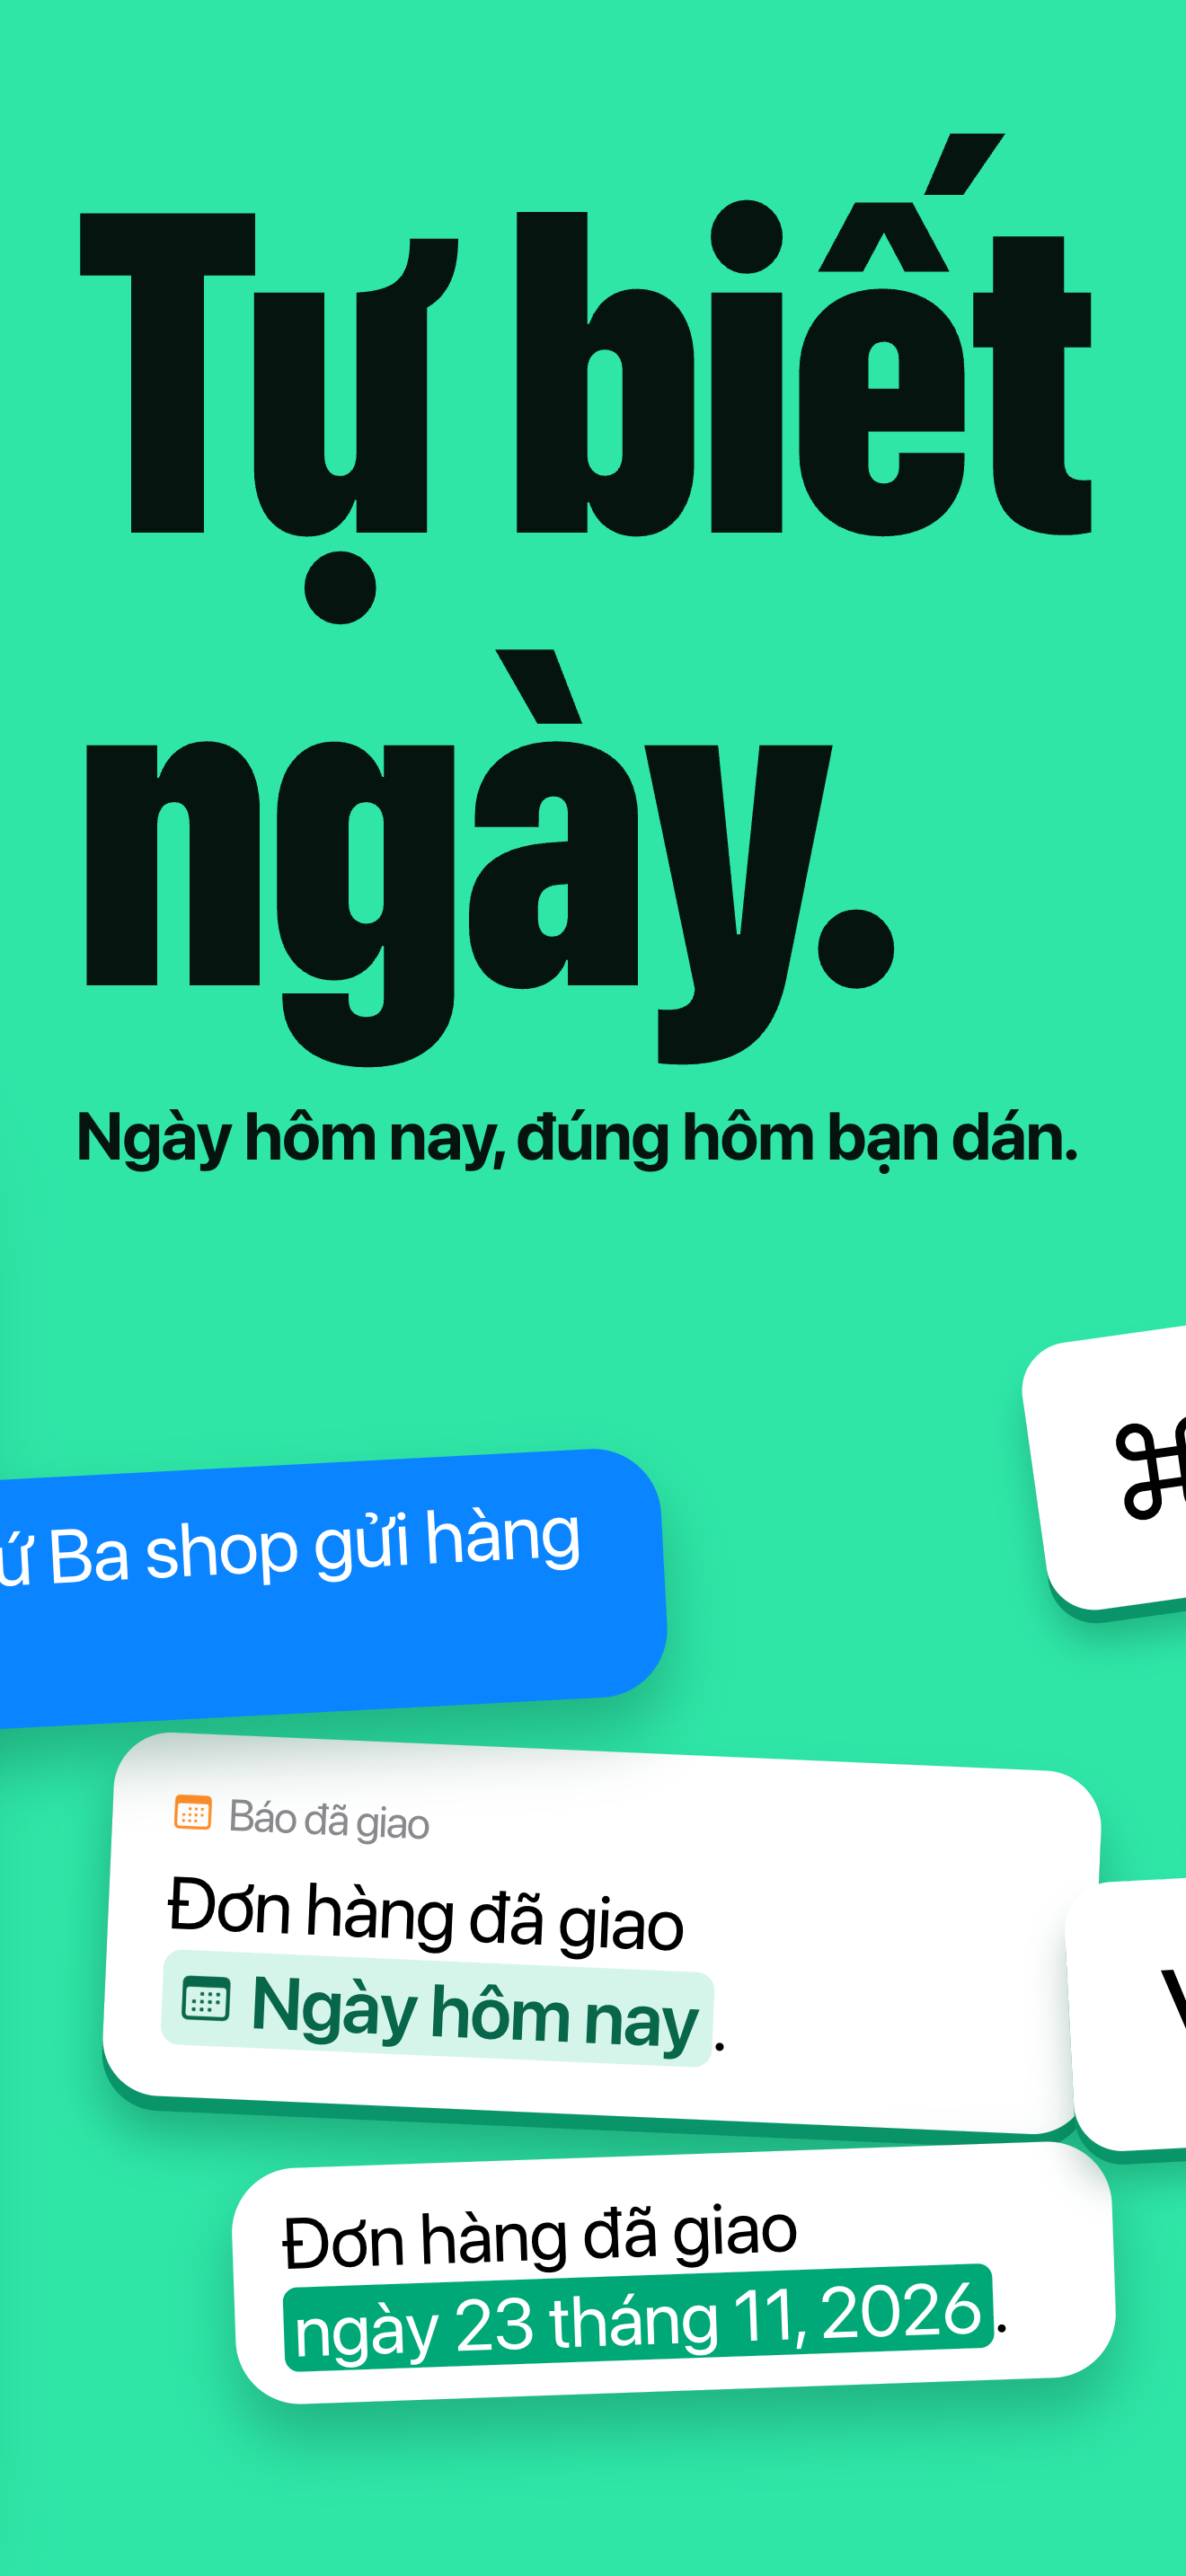 Tự biết
ngày.
Ngày hôm nay, đúng hôm bạn dán.
⌘
Ba shop gửi hàng
Báo đã giao
Đơn hàng đã giao
Ngày hôm nay.
Đơn hàng đã giao
ngày 23 tháng 11, 2026.